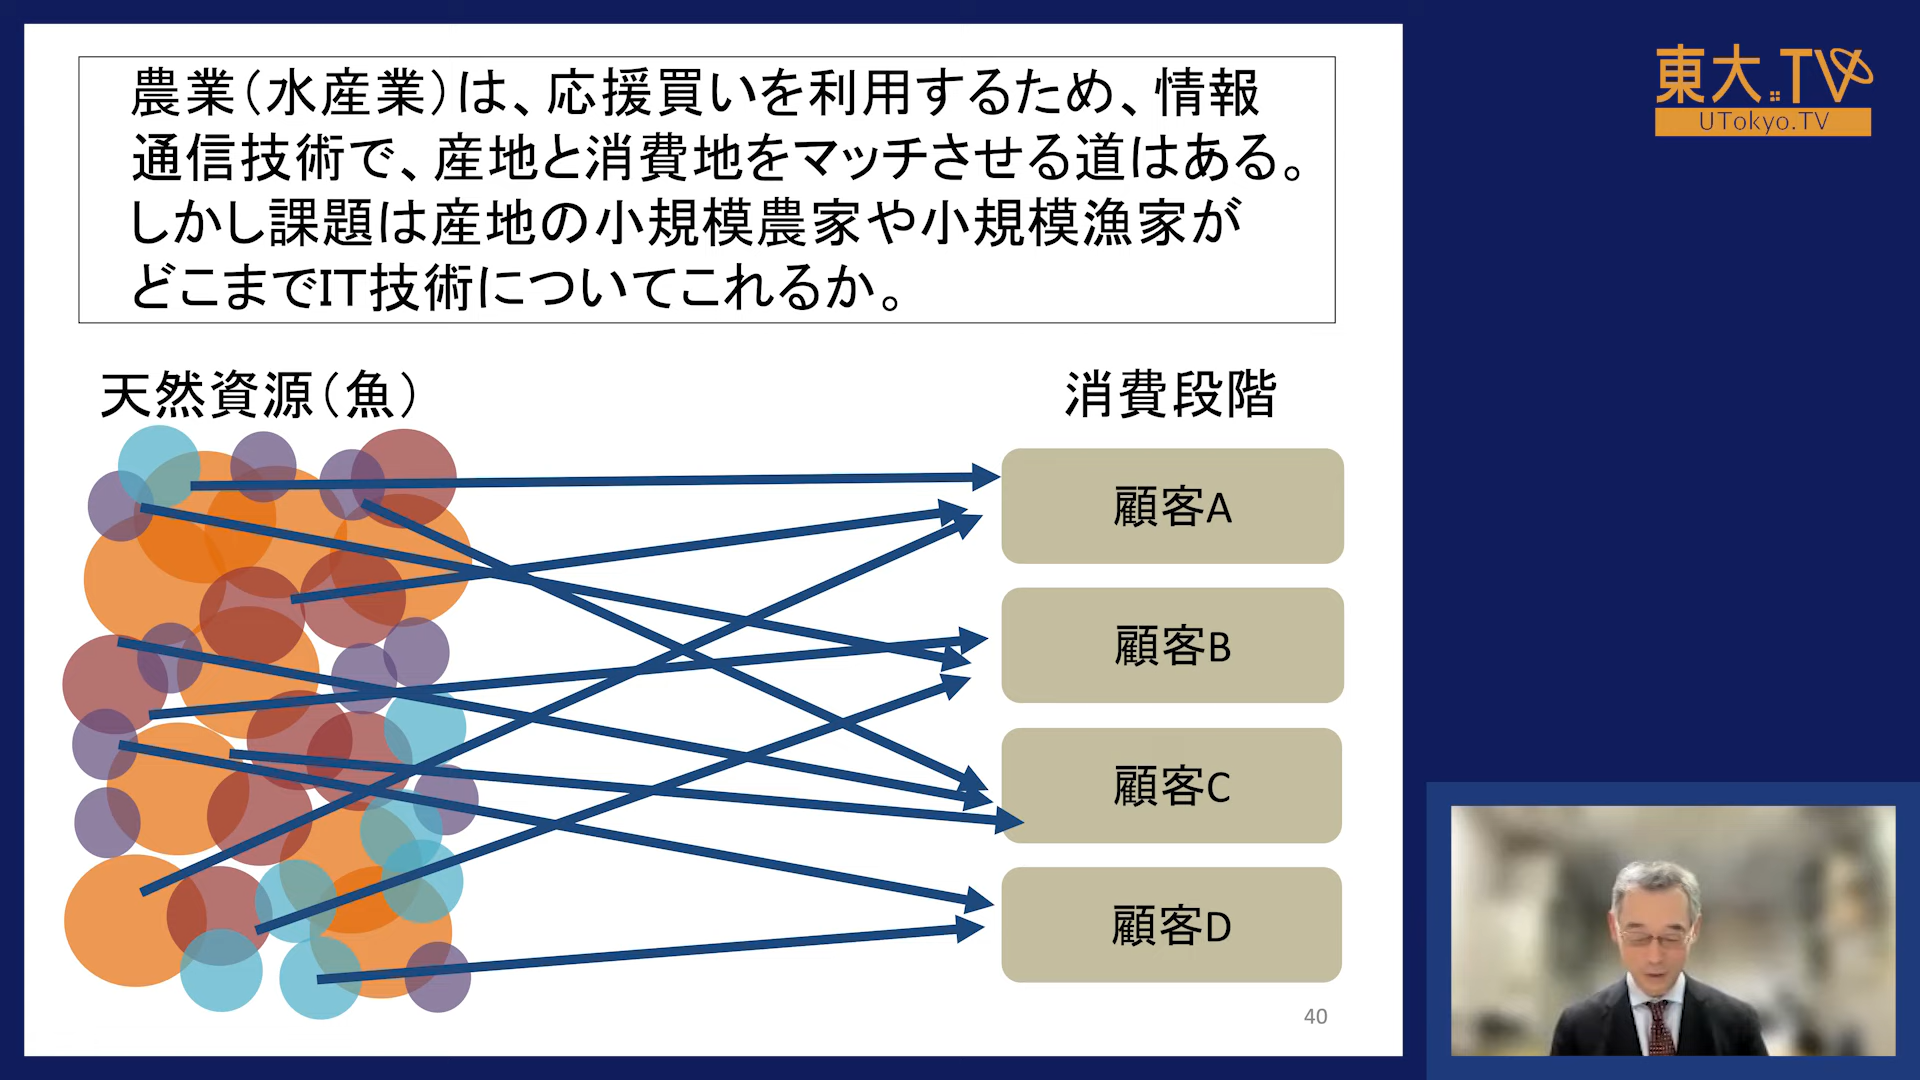 農業（水産業）は、応援買いを利用するため、情報
通信技術で、産地と消費地をマッチさせる道はある。
しかし課題は産地の小規模農家や小規模漁家が
どこまでIT技術についてこれるか。
天然資源（魚）
消費段階
顧客A
顧客B
顧客C
顧客D
40
東大TV
UTokyo.TV